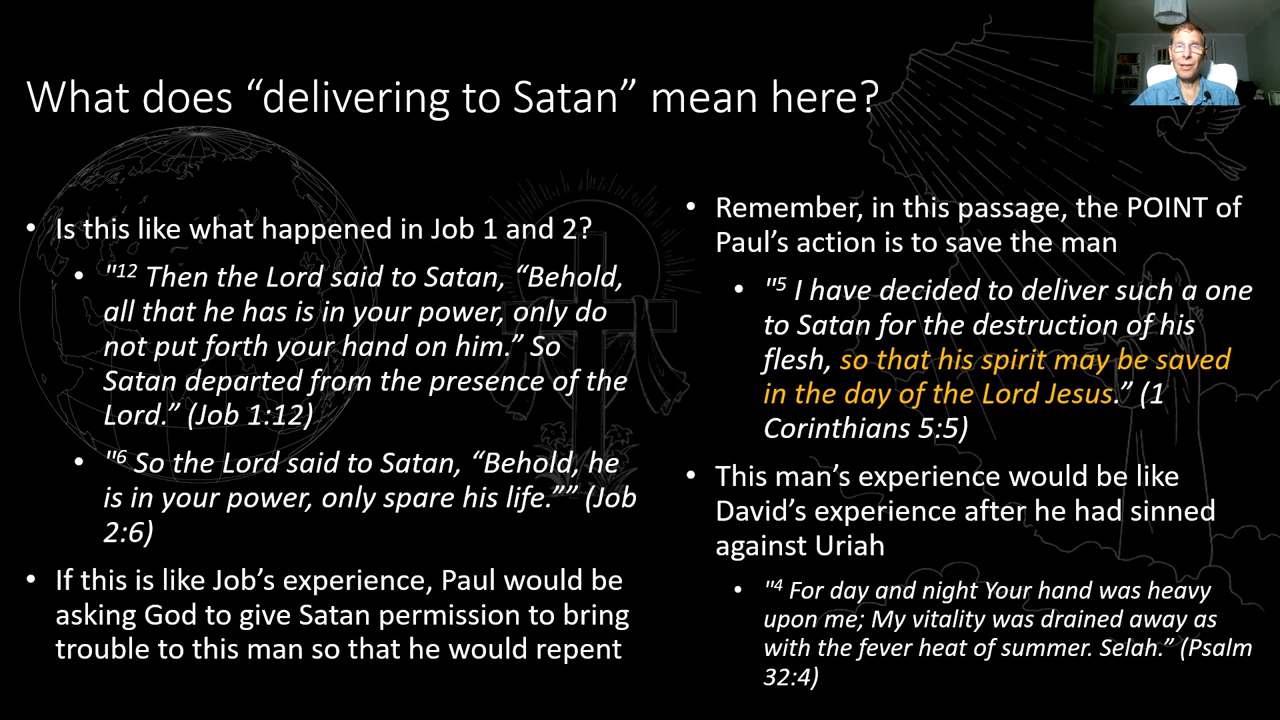 What does “delivering to Satan” mean here?
• Is this like what happened in Job 1 and 2?
• "12 Then the Lord said to Satan, “Behold,
all that he has is in your power, only do
not put forth your hand on him.” So
Satan departed from the presence of the
Lord.” (Job 1:12)
• "6 So the Lord said to Satan, “Behold, he
is in your power, only spare his life.”” (Job
2:6)
• If this is like Job’s experience, Paul would be
asking God to give Satan permission to bring
trouble to this man so that he would repent
• Remember, in this passage, the POINT of
Paul’s action is to save the man
• "5 I have decided to deliver such a one
to Satan for the destruction of his
flesh, so that his spirit may be saved
in the day of the Lord Jesus.” (1
Corinthians 5:5)
• This man’s experience would be like
David’s experience after he had sinned
against Uriah
• "4 For day and night Your hand was heavy
upon me; My vitality was drained away as
with the fever heat of summer. Selah.” (Psalm
32:4)